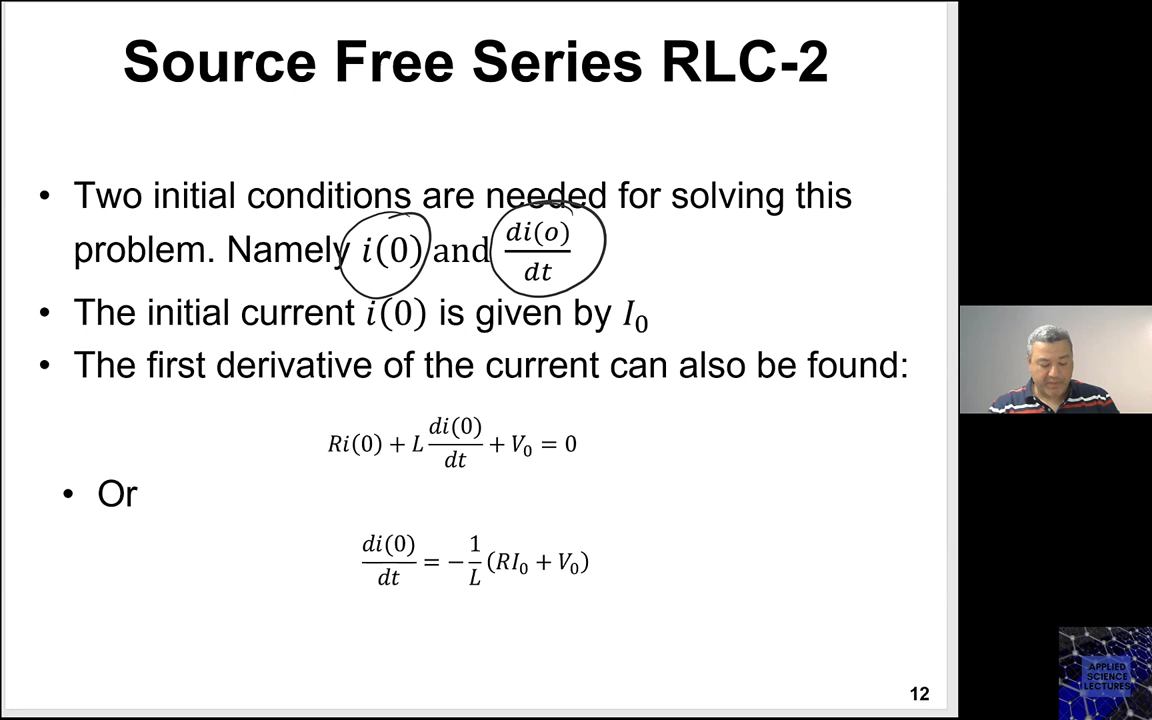 Source Free Series RLC-2
• Two initial conditions are needed for solving this
problem. Namely i(0) and di(o)/dt
• The initial current i(0) is given by I₀
• The first derivative of the current can also be found:
Ri(0) + L di(0)/dt + V₀ = 0
• Or
di(0)/dt = −1/L (RI₀ + V₀)
12
APPLIED
SCIENCE
LECTURES